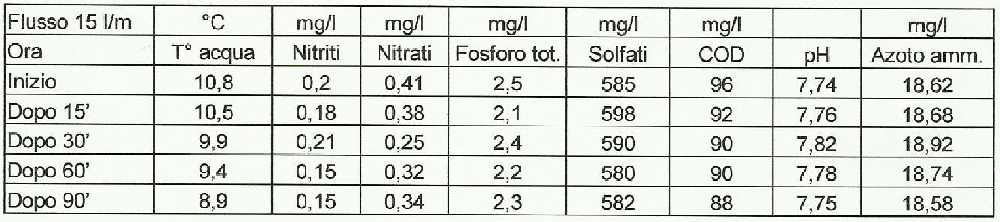 Flusso 15 l/m °C mg/l mg/l mg/l mg/l mg/l mg/l
Ora T° acqua Nitriti Nitrati Fosforo tot. Solfati COD pH Azoto amm.
Inizio 10,8 0,2 0,41 2,5 585 96 7,74 18,62
Dopo 15' 10,5 0,18 0,38 2,1 598 92 7,76 18,68
Dopo 30' 9,9 0,21 0,25 2,4 590 90 7,82 18,92
Dopo 60' 9,4 0,15 0,32 2,2 580 90 7,78 18,74
Dopo 90' 8,9 0,15 0,34 2,3 582 88 7,75 18,58